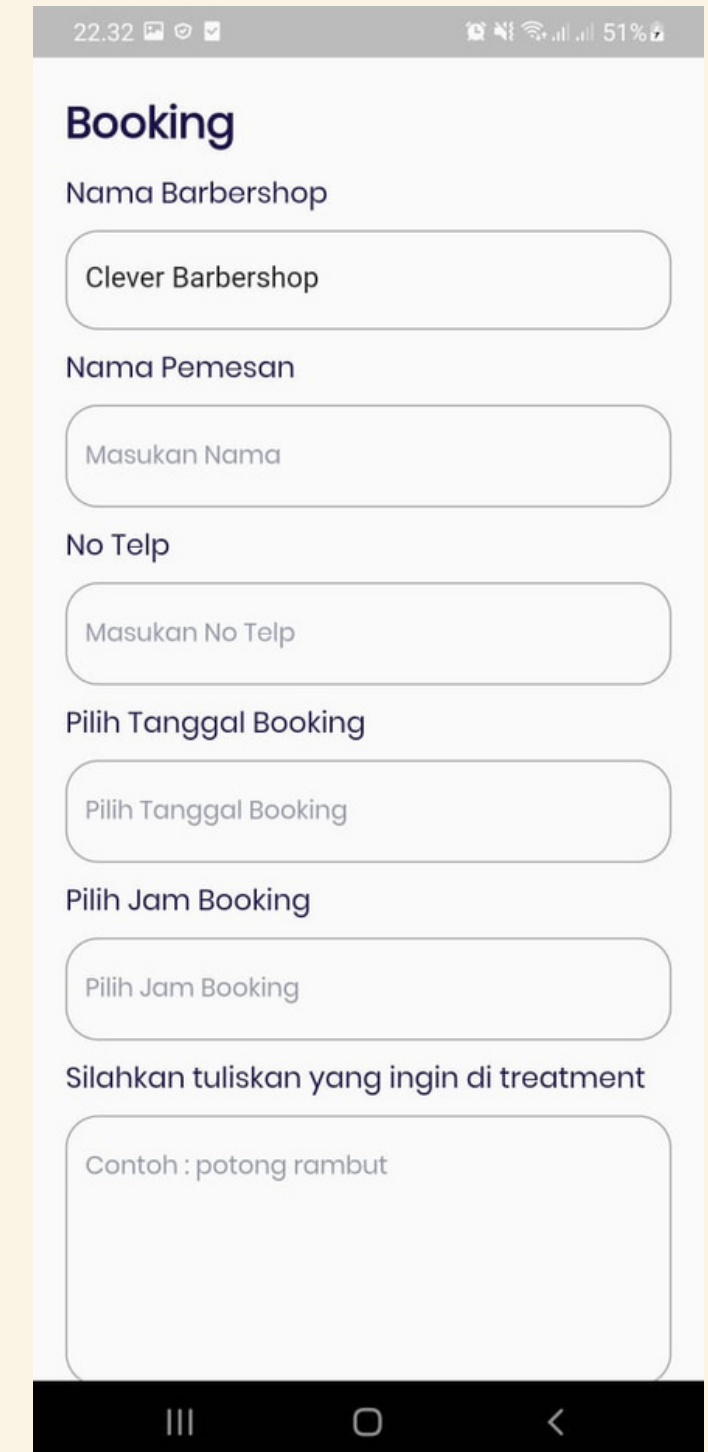 22.32 51%
Booking
Nama Barbershop
Clever Barbershop
Nama Pemesan
Masukan Nama
No Telp
Masukan No Telp
Pilih Tanggal Booking
Pilih Tanggal Booking
Pilih Jam Booking
Pilih Jam Booking
Silahkan tuliskan yang ingin di treatment
Contoh : potong rambut